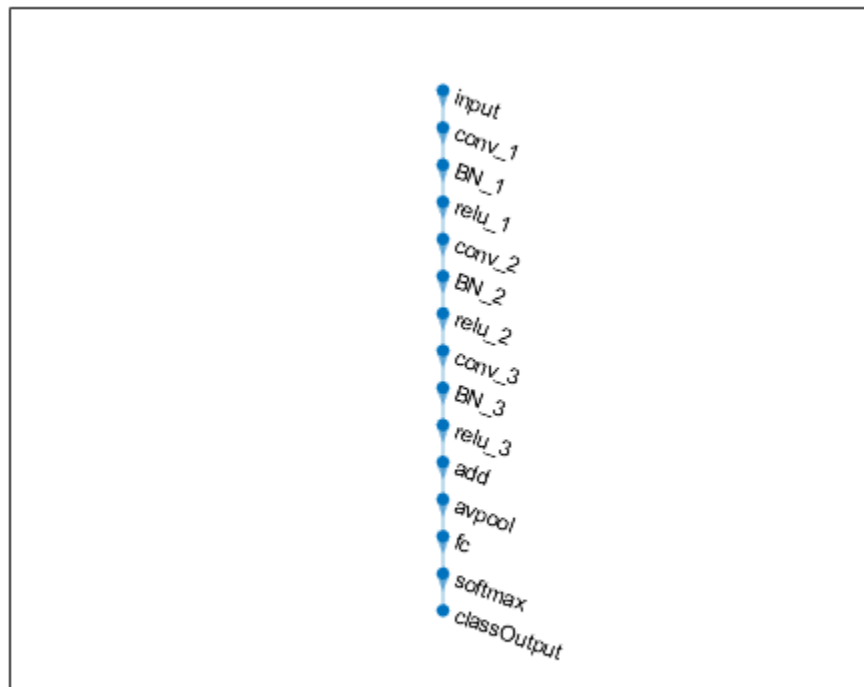 input
conv_1
BN_1
relu_1
conv_2
BN_2
relu_2
conv_3
BN_3
relu_3
add
avpool
fc
softmax
classOutput